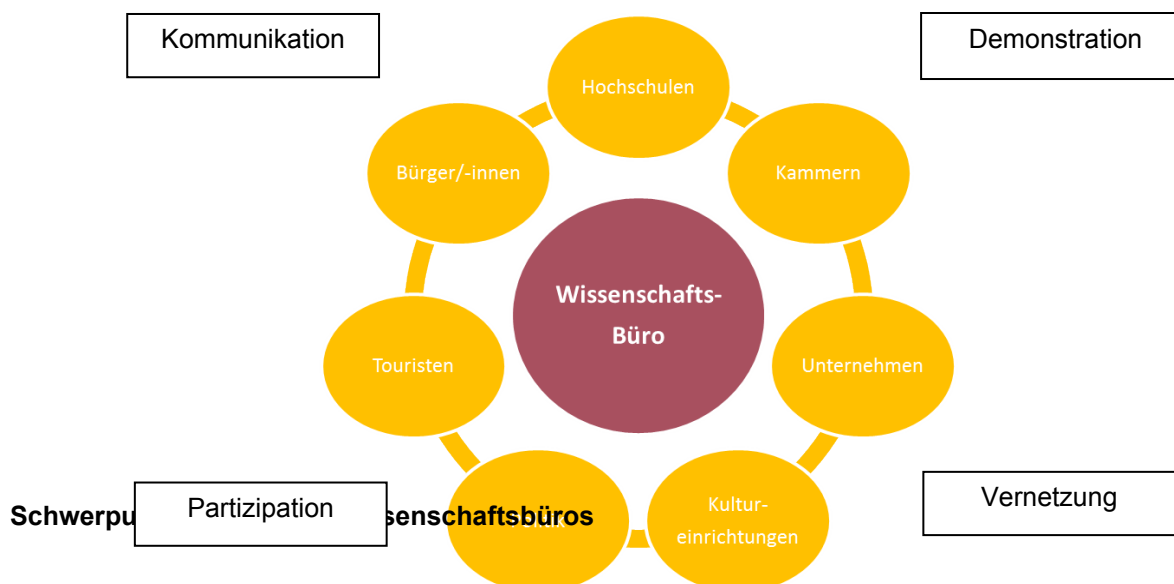 Kommunikation
Demonstration
Hochschulen
Bürger/-innen
Kammern
Wissenschafts-
Büro
Touristen
Unternehmen
Partizipation
Vernetzung
Schwerpu senschaftsbüros
Kultur-
einrichtungen